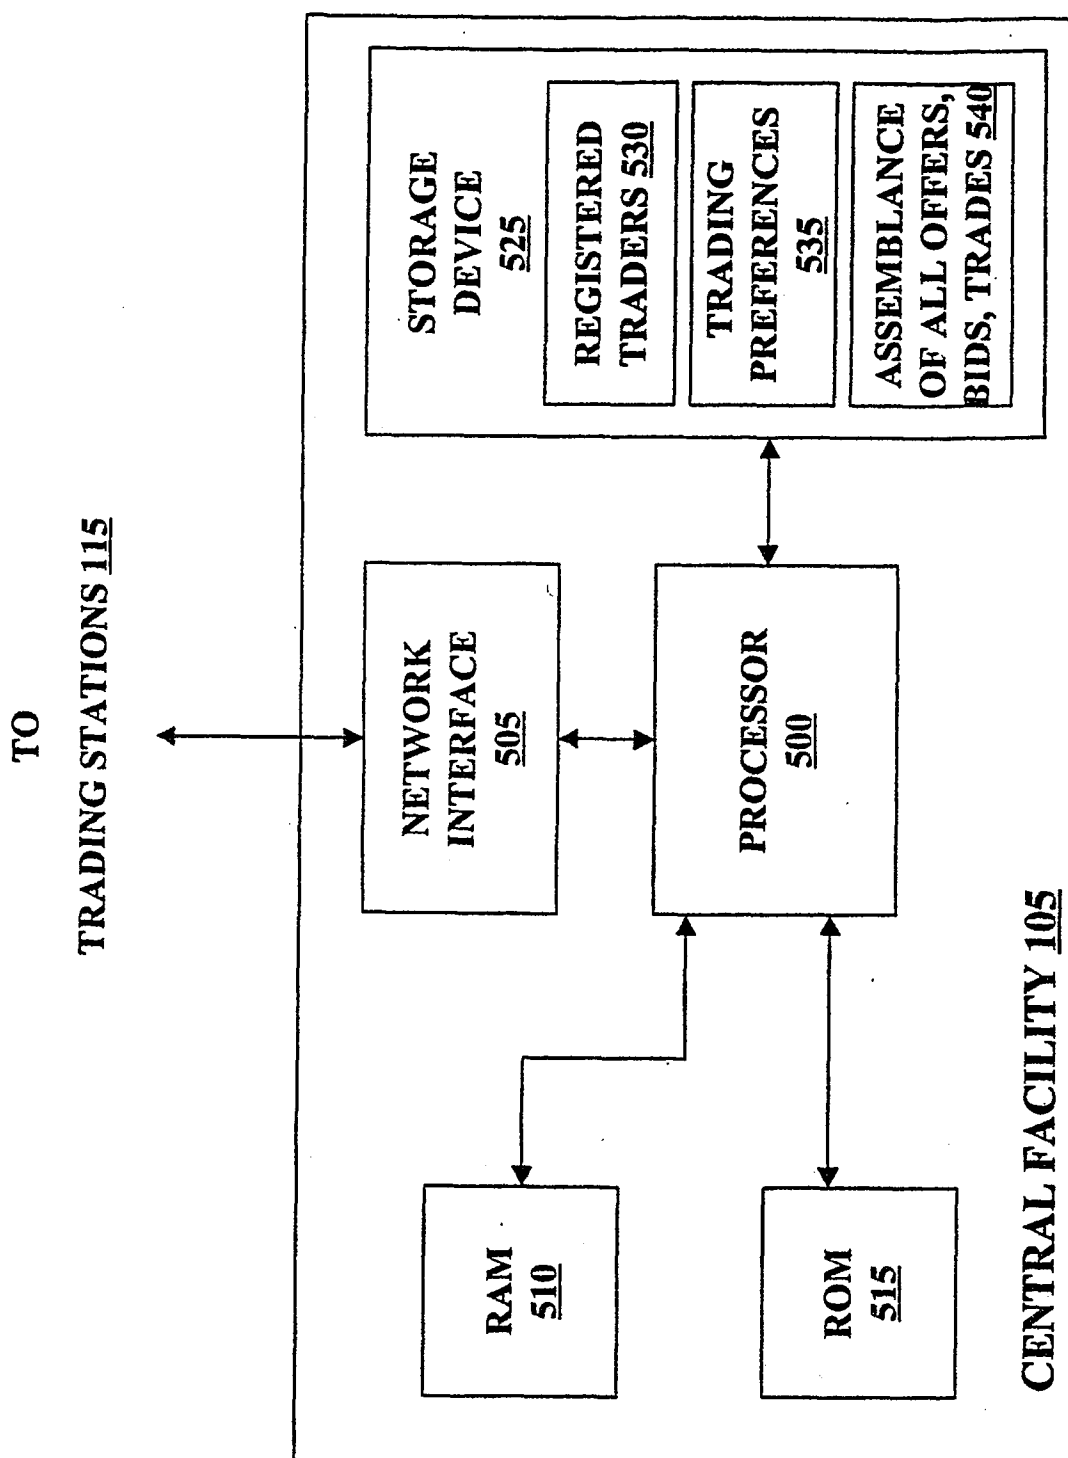 TO
TRADING STATIONS 115
NETWORK
INTERFACE
505
STORAGE
DEVICE
525
REGISTERED
TRADERS 530
TRADING
PREFERENCES
535
ASSEMBLANCE
OF ALL OFFERS,
BIDS, TRADES 540
RAM
510
PROCESSOR
500
ROM
515
CENTRAL FACILITY 105